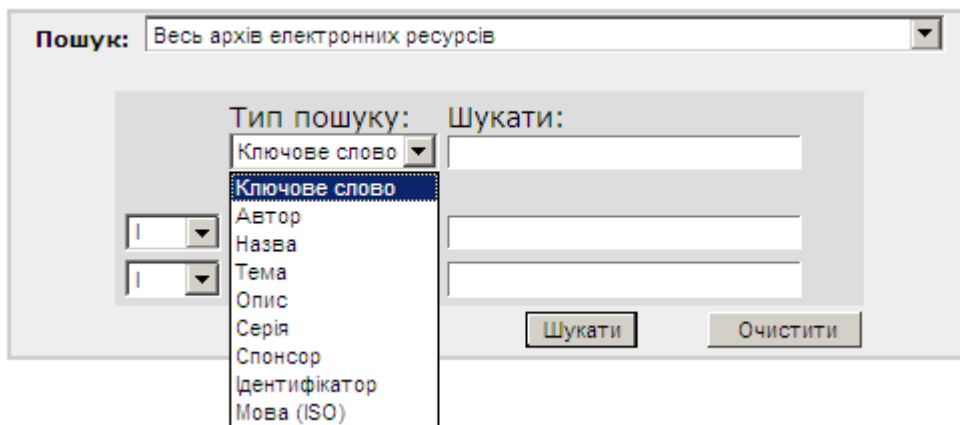 Пошук: Весь архів електронних ресурсів
Тип пошуку: Шукати:
Ключове слово
Ключове слово
Автор
І
Назва
Тема
І
Опис
Серія
Шукати Очистити
Спонсор
Ідентифікатор
Мова (ISO)